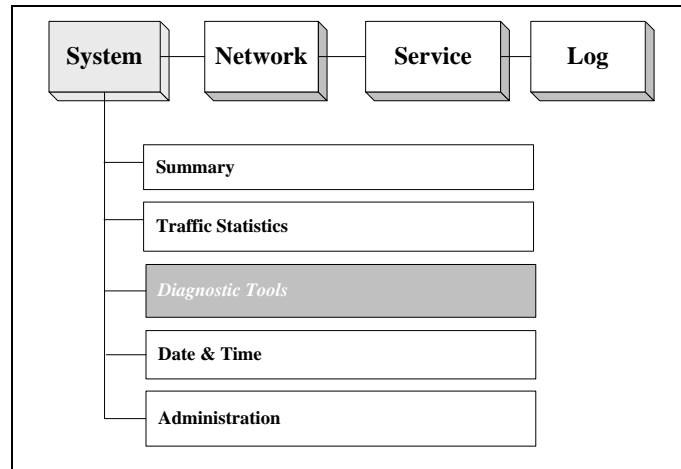 System Network Service Log
Summary
Traffic Statistics
Diagnostic Tools
Date & Time
Administration